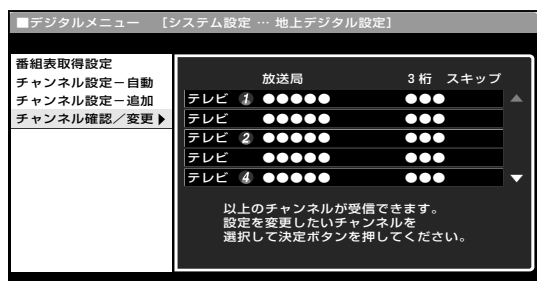 ■デジタルメニュー ［システム設定 … 地上デジタル設定］
番組表取得設定
チャンネル設定－自動
チャンネル設定－追加
チャンネル確認／変更▶
放送局 3桁 スキップ
テレビ 1 ●●●●● ●●●
テレビ ●●●●● ●●●
テレビ 2 ●●●●● ●●●
テレビ ●●●●● ●●●
テレビ 4 ●●●●● ●●●
以上のチャンネルが受信できます。
設定を変更したいチャンネルを
選択して決定ボタンを押してください。